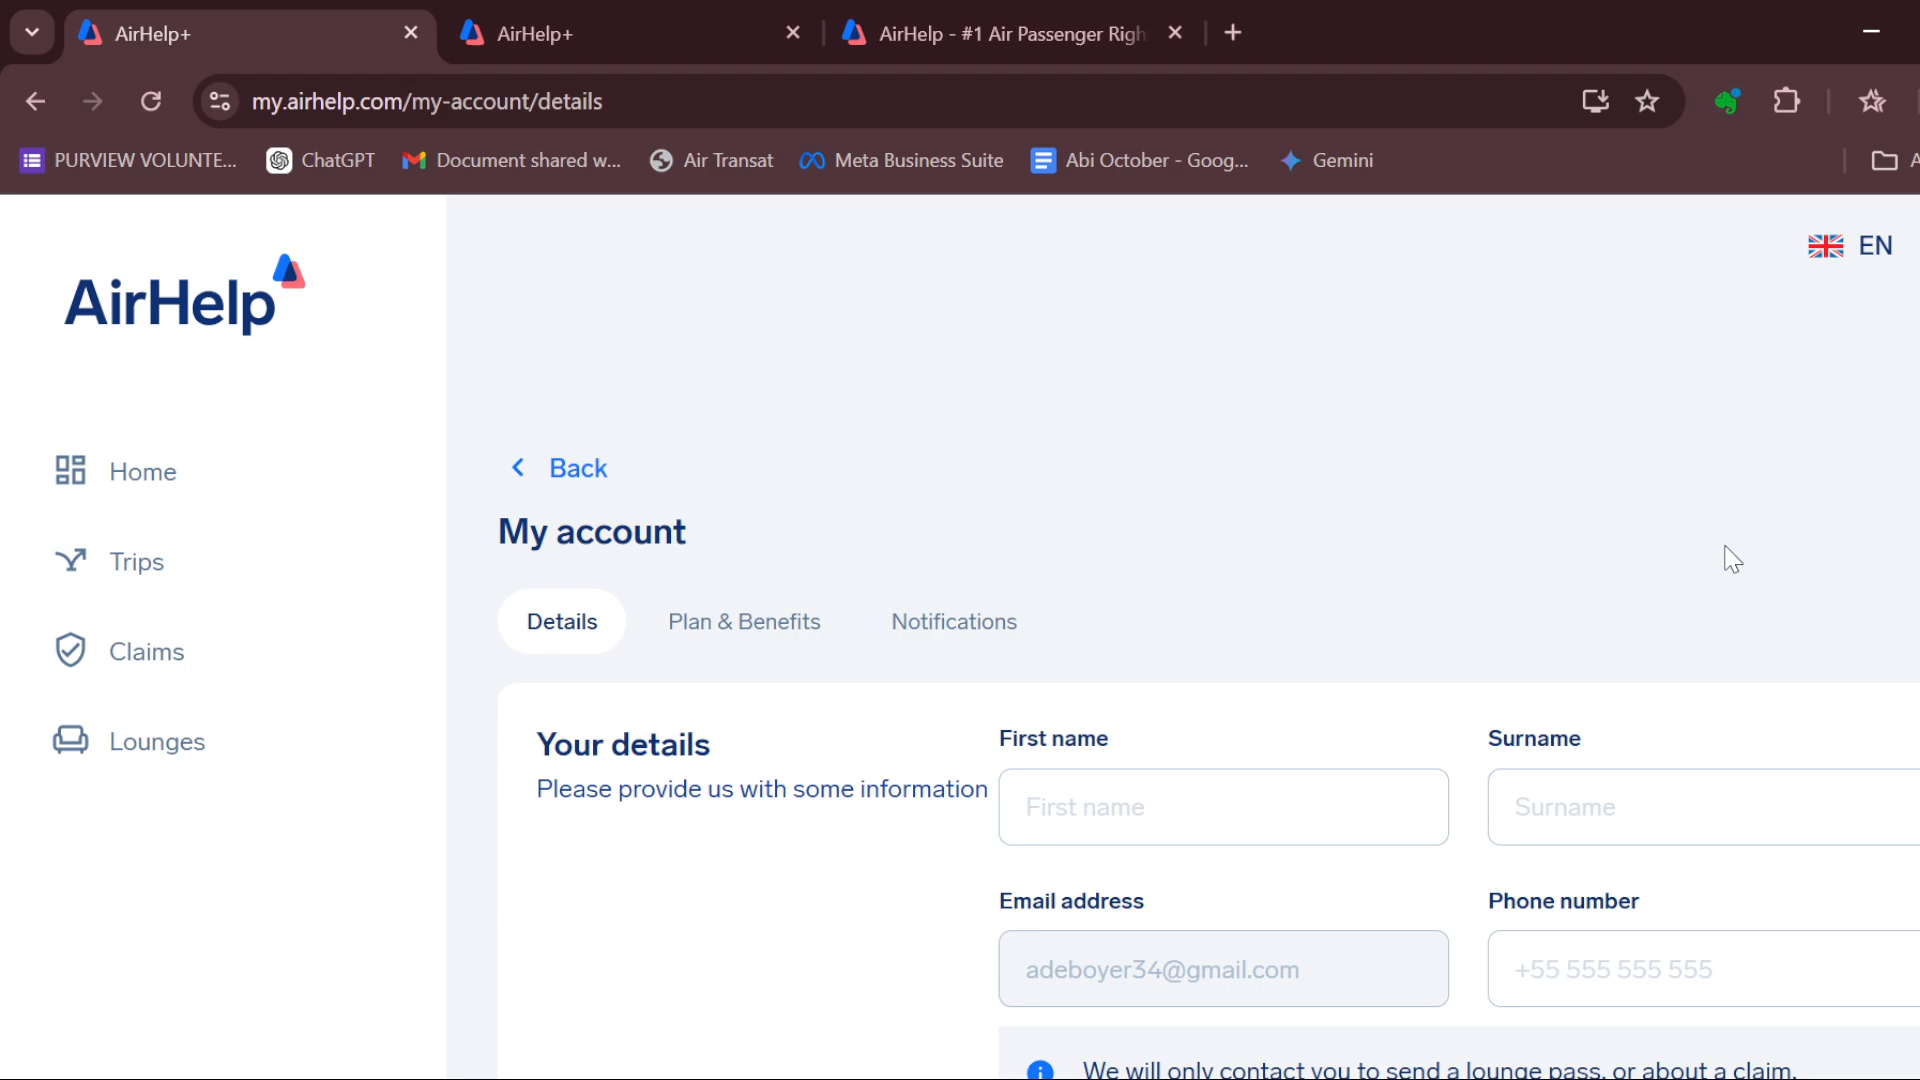 AirHelp+
AirHelp+
AirHelp - #1 Air Passenger Righ
my.airhelp.com/my-account/details
PURVIEW VOLUNTE...
ChatGPT
Document shared w...
Air Transat
Meta Business Suite
Abi October - Goog...
Gemini
A
AirHelp
EN
Home
Trips
Claims
Lounges
Back
My account
Details
Plan & Benefits
Notifications
Your details
Please provide us with some information
First name
Surname
First name
Surname
Email address
Phone number
adeboyer34@gmail.com
+55 555 555 555
We will only contact you to send a lounge pass, or about a claim.